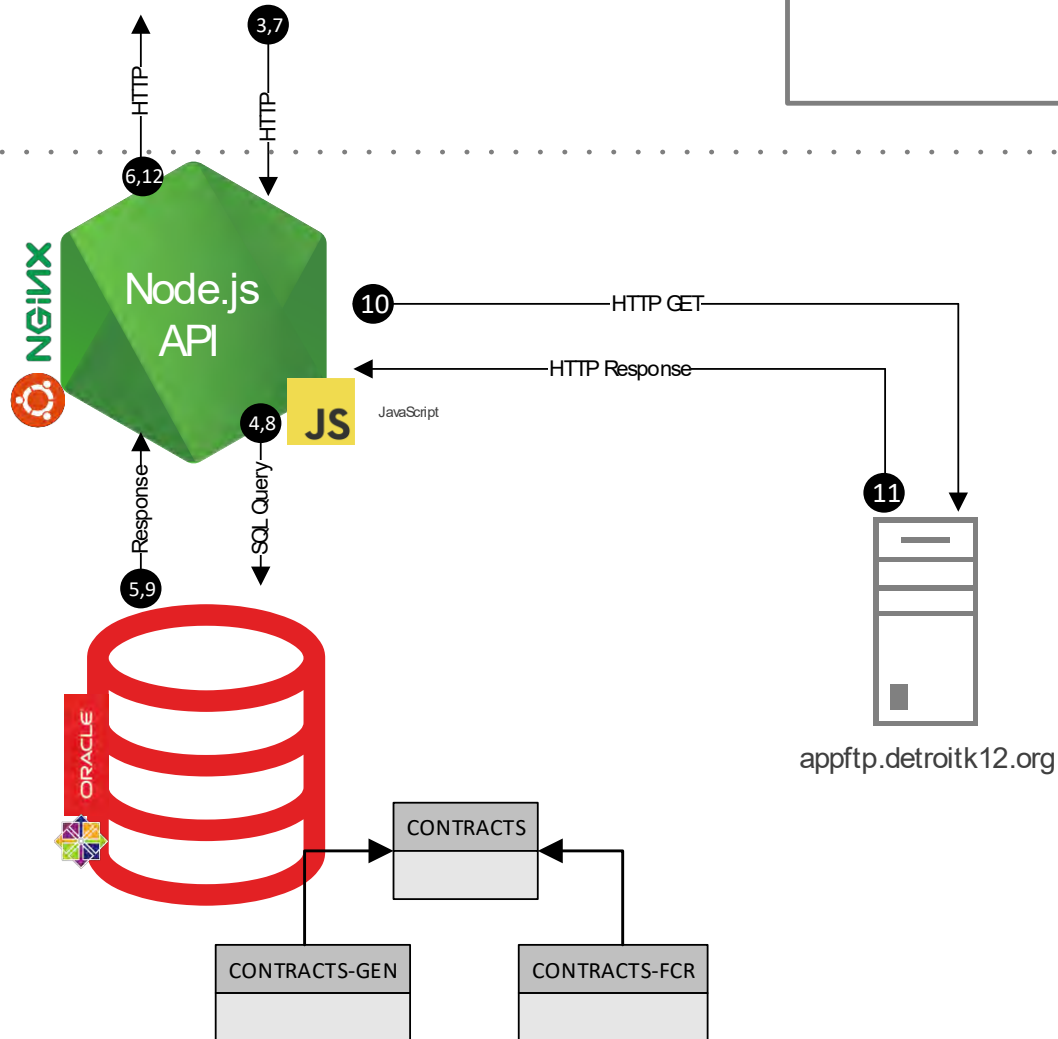 3,7
HTTP
HTTP
6,12
NGINX
Node.js
API
10
HTTP GET
HTTP Response
JS
JavaScript
4,8
11
Response
SQL Query
5,9
ORACLE
appftp.detroitk12.org
CONTRACTS
CONTRACTS-GEN
CONTRACTS-FCR